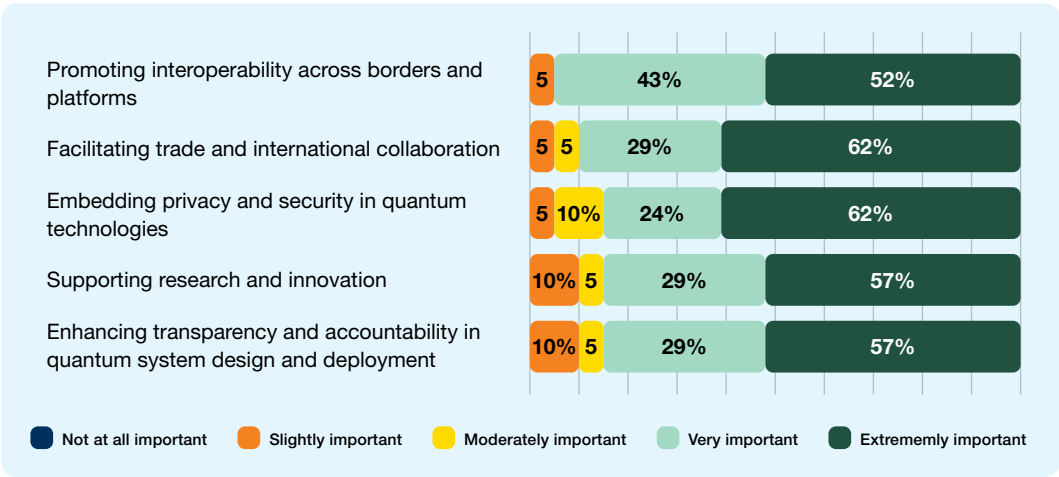 Promoting interoperability across borders and
platforms
5 43% 52%
Facilitating trade and international collaboration
5 5 29% 62%
Embedding privacy and security in quantum
technologies
5 10% 24% 62%
Supporting research and innovation
10% 5 29% 57%
Enhancing transparency and accountability in
quantum system design and deployment
10% 5 29% 57%
Not at all important Slightly important Moderately important Very important Extrememly important